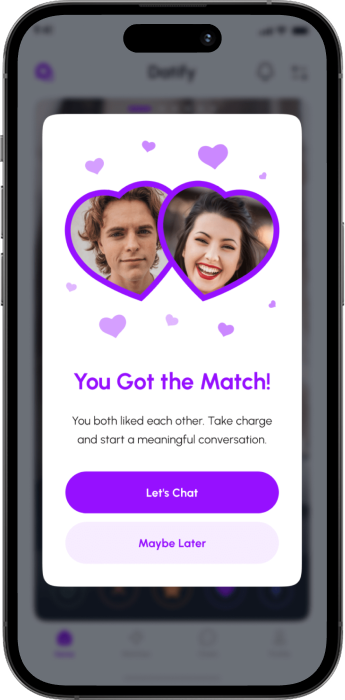 Datify
You Got the Match!
You both liked each other. Take charge
and start a meaningful conversation.
Let's Chat
Maybe Later